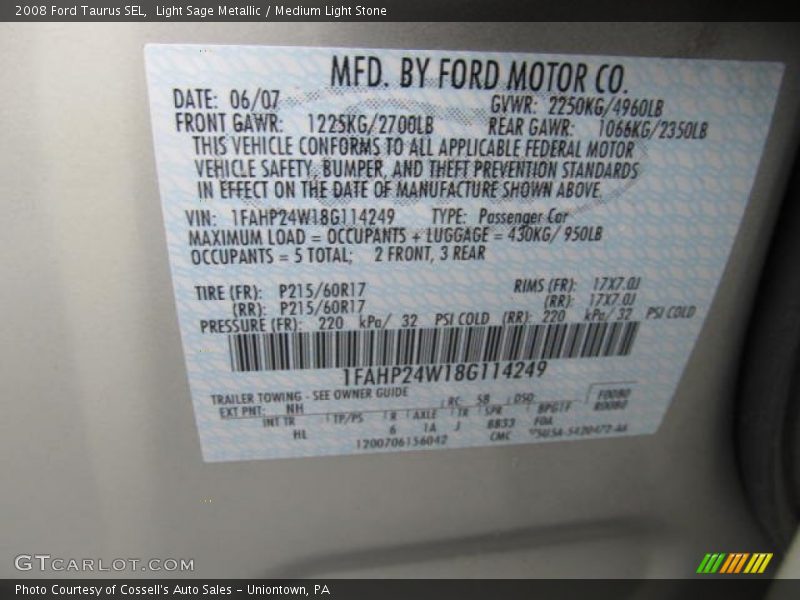 2008 Ford Taurus SEL,  Light Sage Metallic / Medium Light Stone
MFD. BY FORD MOTOR CO.
DATE: 06/07 GVWR: 2250KG/4960LB
FRONT GAWR: 1225KG/2700LB REAR GAWR: 1066KG/2350LB
THIS VEHICLE CONFORMS TO ALL APPLICABLE FEDERAL MOTOR
VEHICLE SAFETY, BUMPER, AND THEFT PREVENTION STANDARDS
IN EFFECT ON THE DATE OF MANUFACTURE SHOWN ABOVE.
VIN: 1FAHP24W18G114249 TYPE: Passenger Car
MAXIMUM LOAD = OCCUPANTS + LUGGAGE = 430KG/ 950LB
OCCUPANTS = 5 TOTAL; 2 FRONT, 3 REAR
TIRE (FR): P215/60R17 RIMS (FR): 17X7.0J
(RR): P215/60R17 (RR): 17X7.0J
PRESSURE (FR): 220 kPa/ 32 PSI COLD (RR): 220 kPa/ 32 PSI COLD
1FAHP24W18G114249
TRAILER TOWING - SEE OWNER GUIDE
EXT PNT: NH RC: 58 DSO: F0080
INT TR TP/PS R AXLE TR SPR BPGTF R0080
HL 6 1A J 8833 FOA
1200706156042 CMC
GTCARLOT.COM
Photo Courtesy of Cossell's Auto Sales - Uniontown, PA